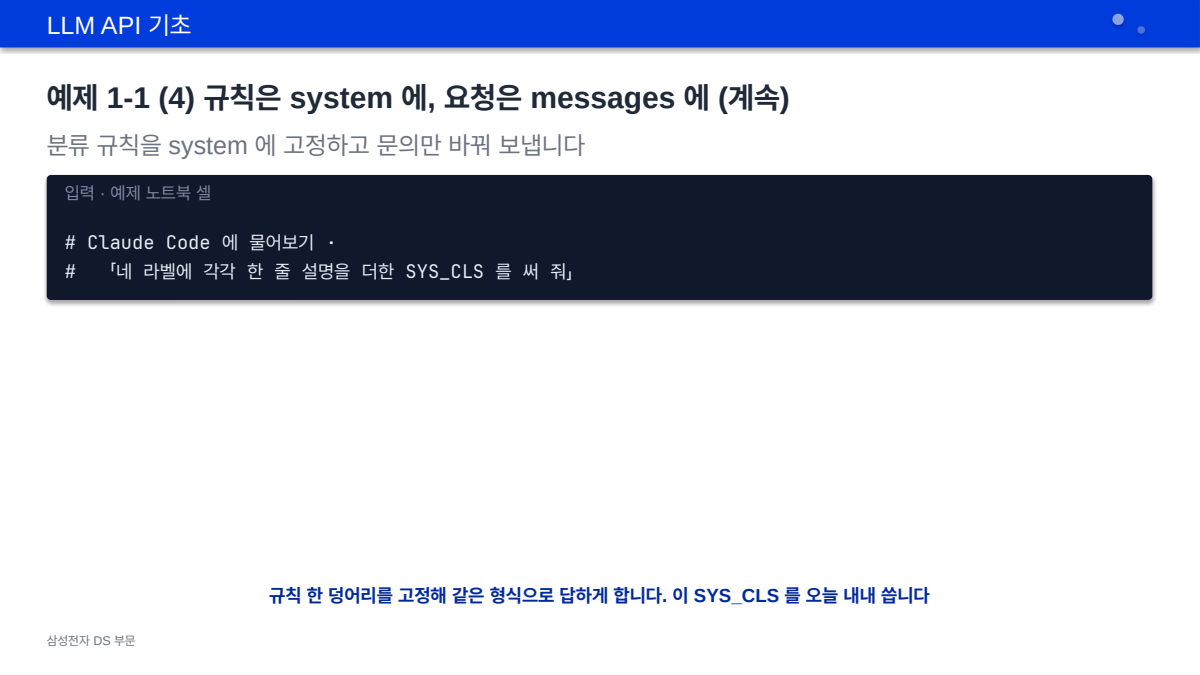 LLM API 기초
예제 1-1 (4) 규칙은 system 에, 요청은 messages 에 (계속)
분류 규칙을 system 에 고정하고 문의만 바꿔 보냅니다
입력 · 예제 노트북 셀
# Claude Code 에 물어보기 ·
#   「네 라벨에 각각 한 줄 설명을 더한 SYS_CLS 를 써 줘」
규칙 한 덩어리를 고정해 같은 형식으로 답하게 합니다. 이 SYS_CLS 를 오늘 내내 씁니다
삼성전자 DS 부문